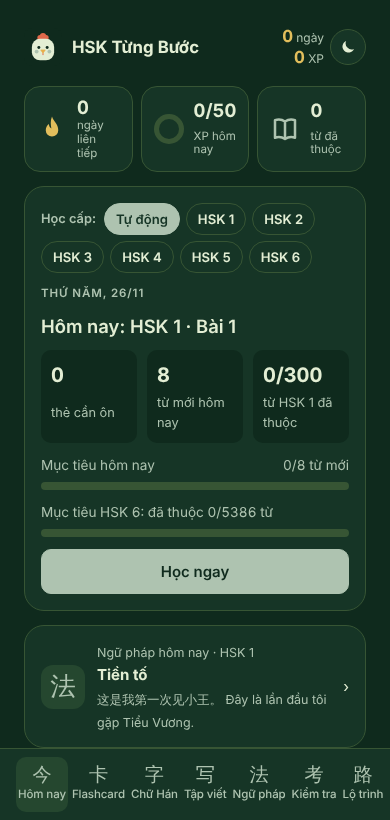 HSK Từng Bước
0 ngày
0 XP
0
ngày
liên
tiếp
0/50
XP hôm
nay
0
từ đã
thuộc
Học cấp:
Tự động
HSK 1
HSK 2
HSK 3
HSK 4
HSK 5
HSK 6
THỨ NĂM, 26/11
Hôm nay: HSK 1 · Bài 1
0
thẻ cần ôn
8
từ mới hôm
nay
0/300
từ HSK 1 đã
thuộc
Mục tiêu hôm nay
0/8 từ mới
Mục tiêu HSK 6: đã thuộc 0/5386 từ
Học ngay
法
Ngữ pháp hôm nay · HSK 1
Tiền tố
这是我第一次见小王。 Đây là lần đầu tôi
gặp Tiểu Vương.
›
今
Hôm nay
卡
Flashcard
字
Chữ Hán
写
Tập viết
法
Ngữ pháp
考
Kiểm tra
路
Lộ trình